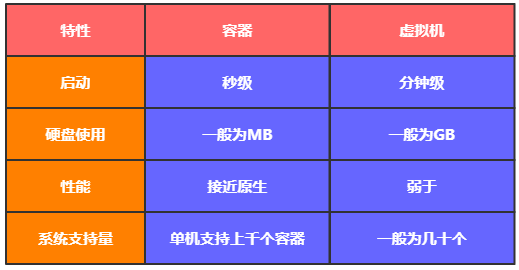 特性 容器 虚拟机
启动 秒级 分钟级
硬盘使用 一般为MB 一般为GB
性能 接近原生 弱于
系统支持量 单机支持上千个容器 一般为几十个